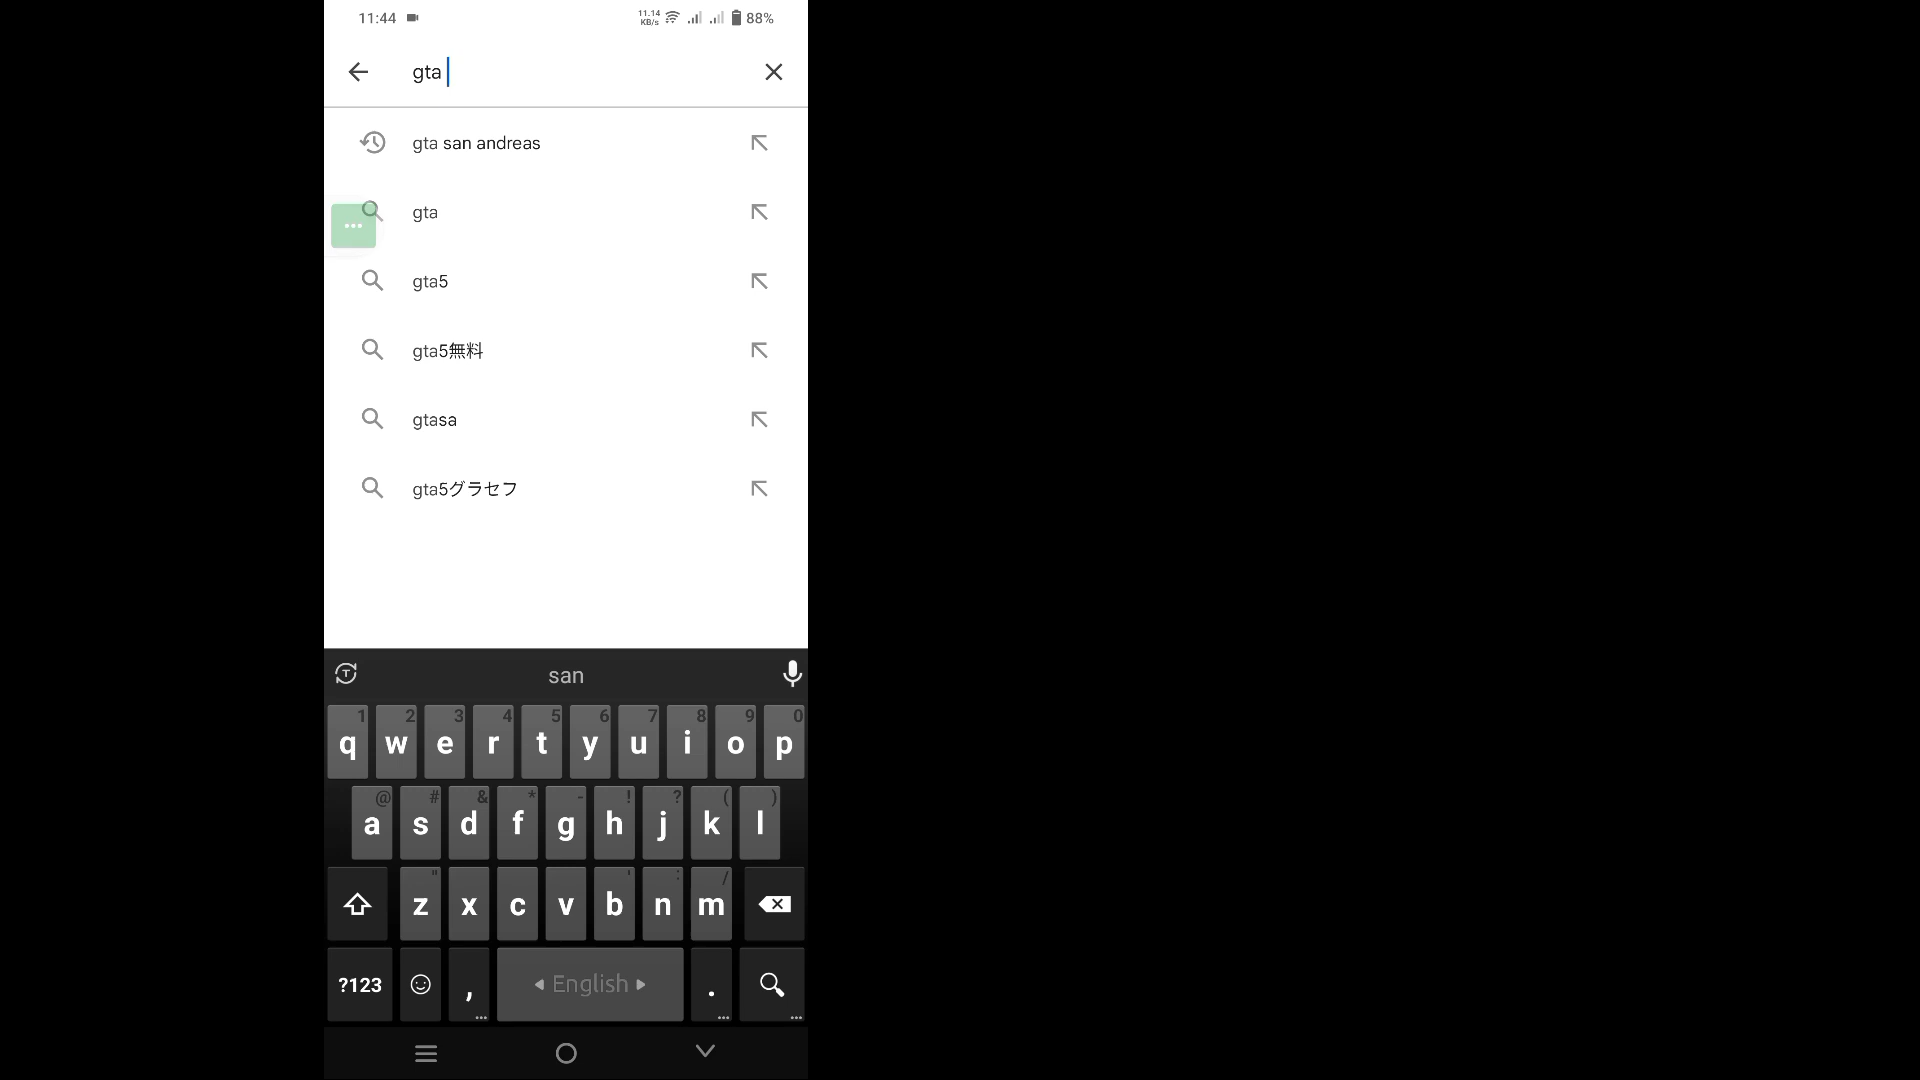 11:44 11.14 KB/s 88%
gta
gta san andreas
gta
gta5
gta5無料
gtasa
gta5グラセフ
san
1 2 3 4 5 6 7 8 9 0
q w e r t y u i o p
@ # & * - ! ? ( )
a s d f g h j k l
" ' : /
z x c v b n m
?123 , English .